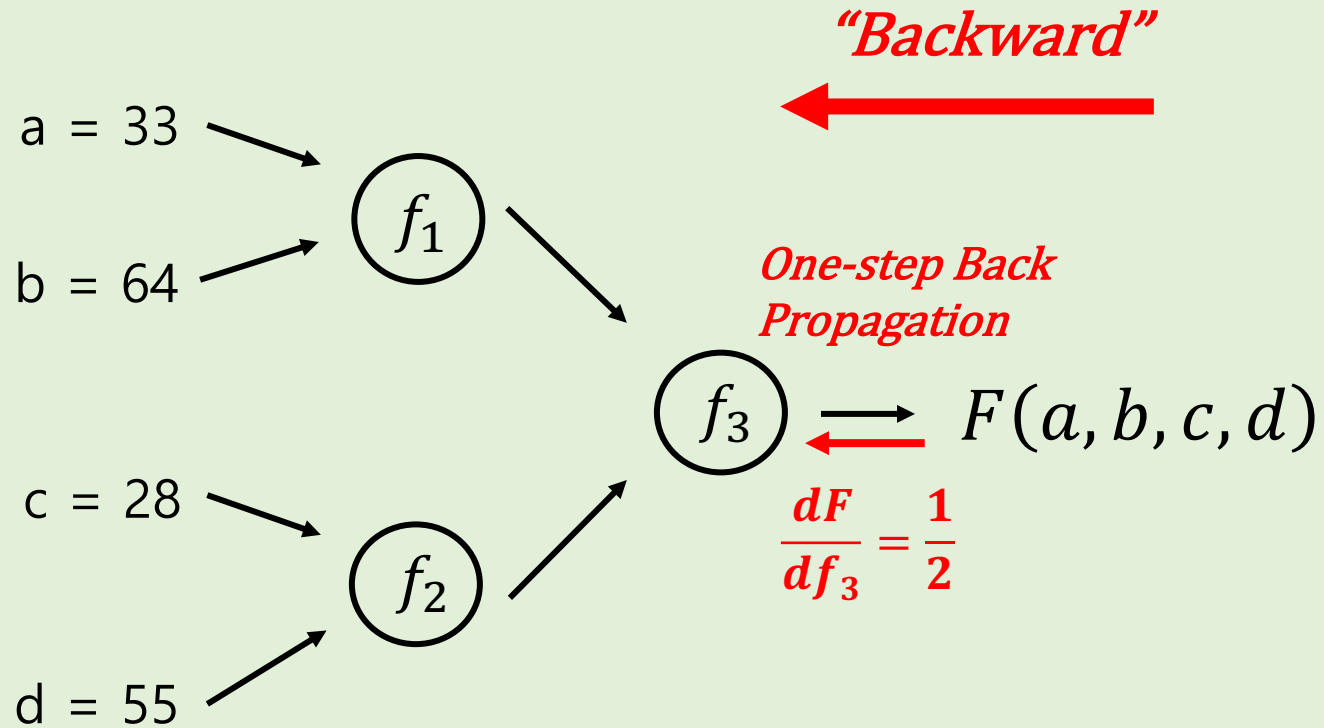 “Backward”
a = 33
f₁
b = 64
One-step Back
Propagation
f₃
F(a, b, c, d)
c = 28
dF/df₃ = 1/2
f₂
d = 55